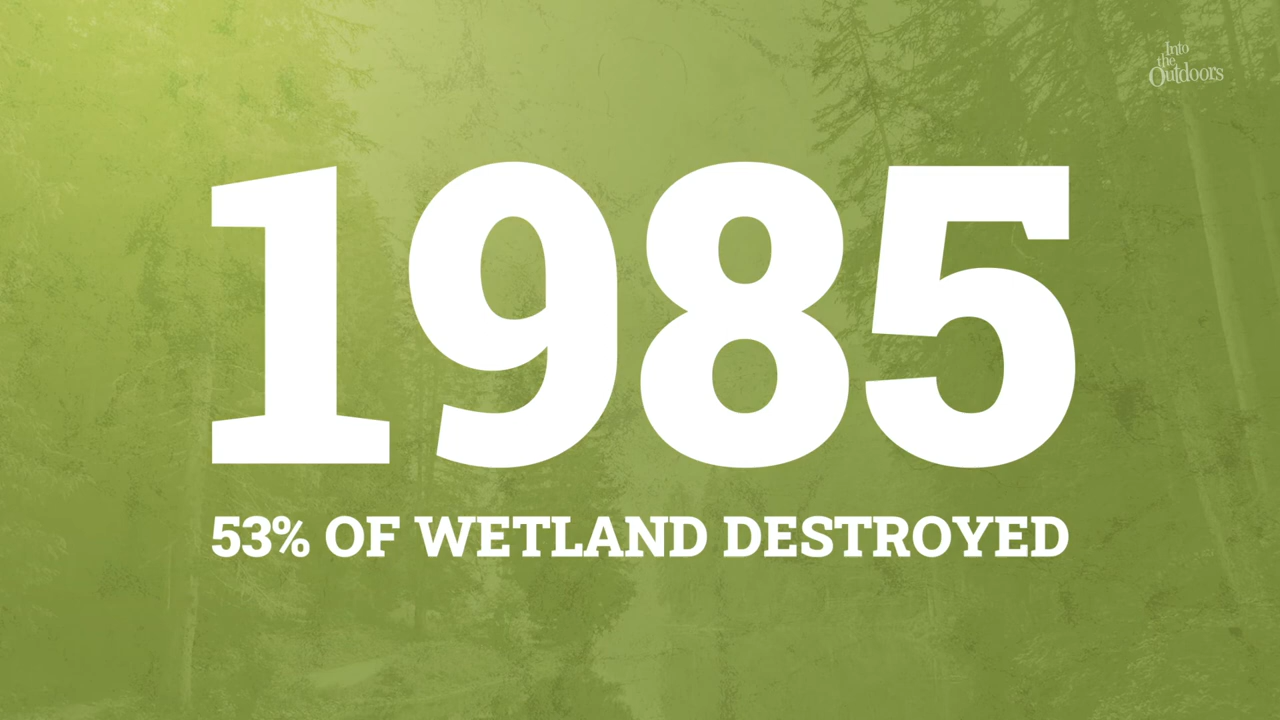 Into
the
Outdoors
1985
53% OF WETLAND DESTROYED